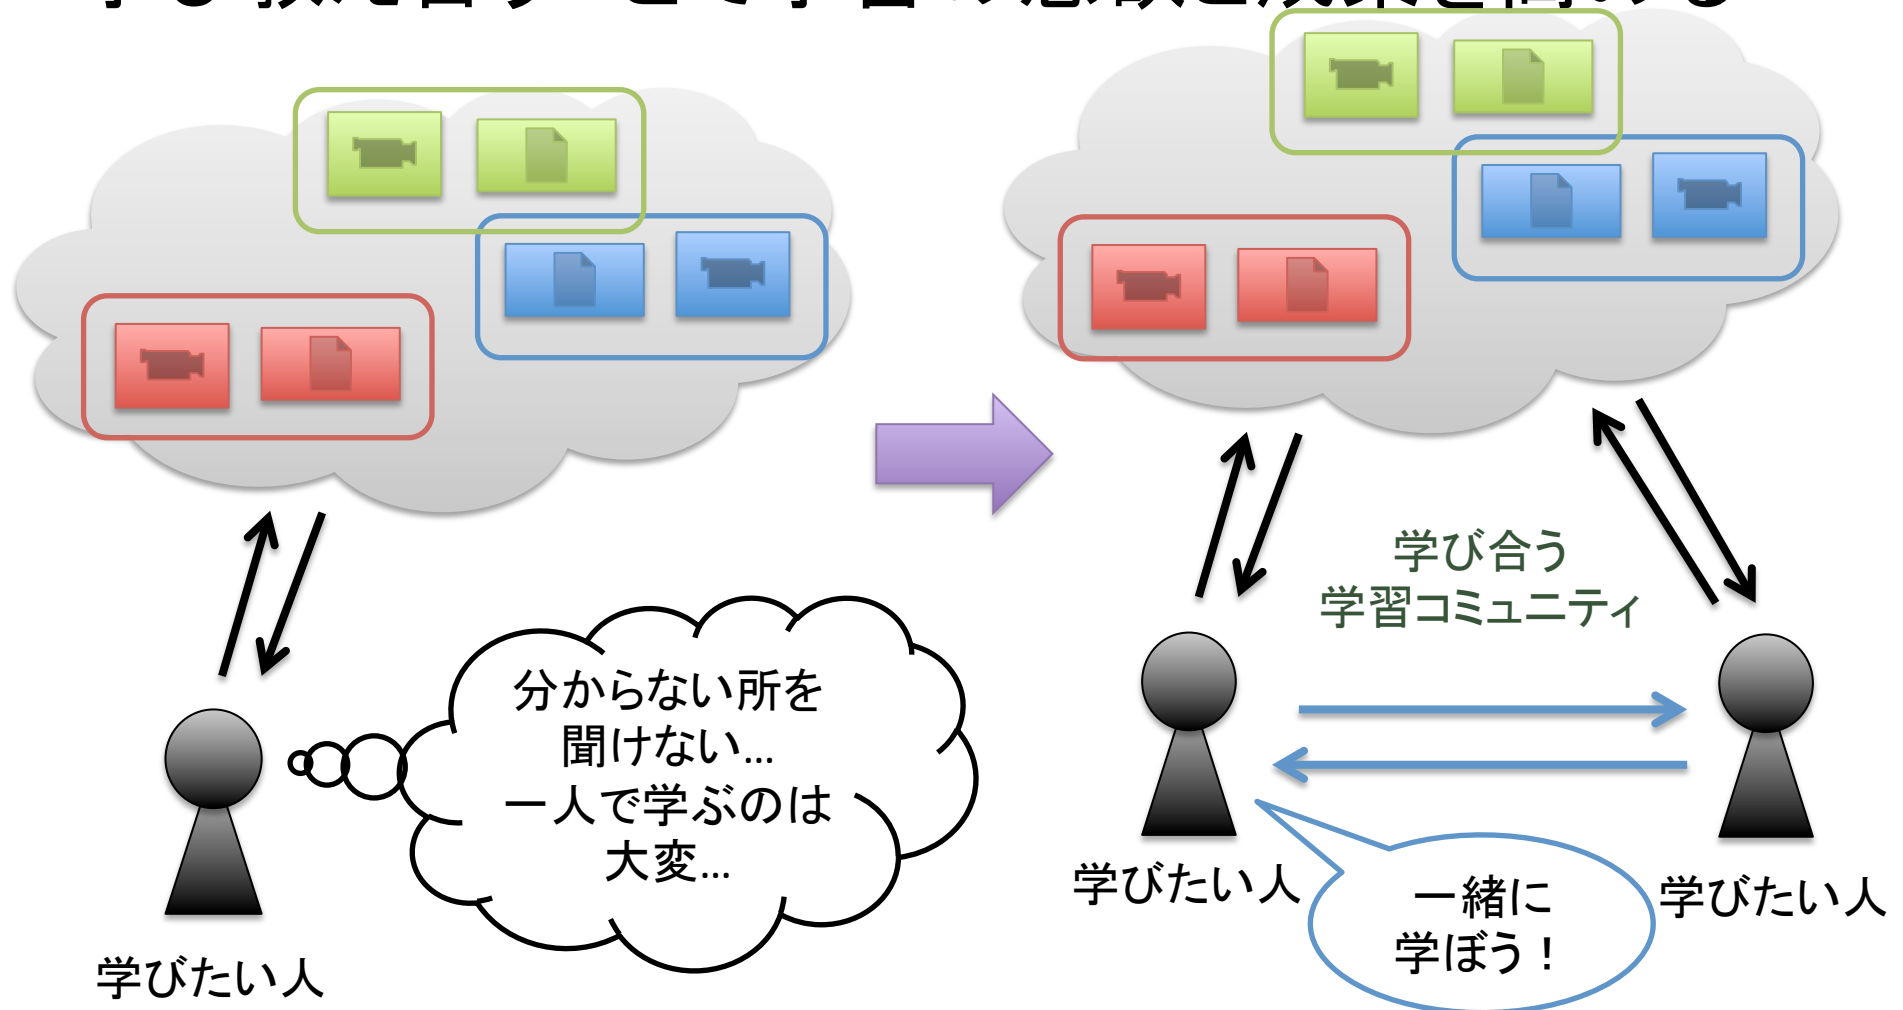 分からない所を
聞けない...
一人で学ぶのは
大変...
学びたい人
学び合う
学習コミュニティ
学びたい人
学びたい人
一緒に
学ぼう！